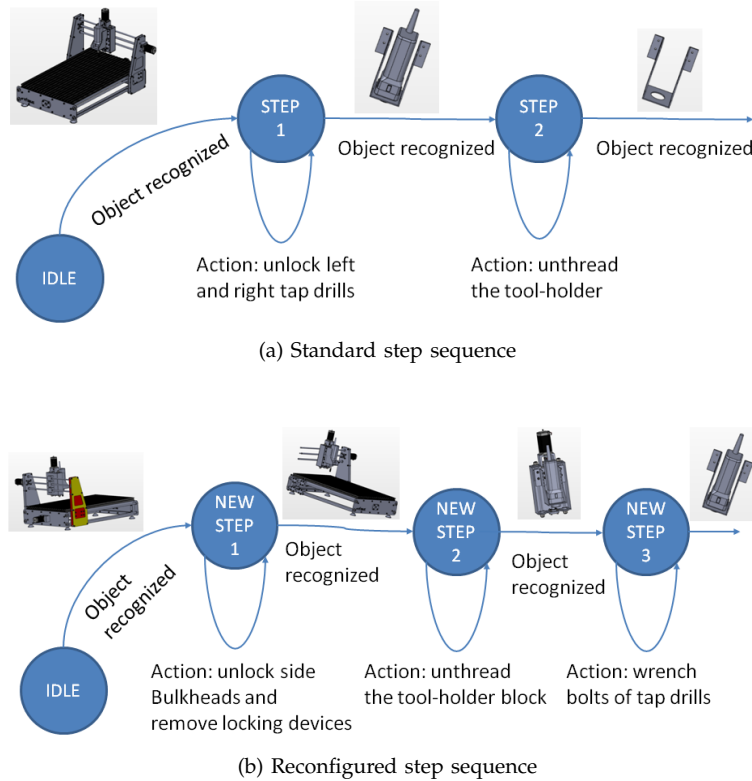 STEP
1
STEP
2
Object recognized
Object recognized
Object recognized
IDLE
Action: unlock left
and right tap drills
Action: unthread
the tool-holder
(a) Standard step sequence
NEW
STEP
1
NEW
STEP
2
NEW
STEP
3
Object
recognized
Object
recognized
Object
recognized
IDLE
Action: unlock side
Bulkheads and
remove locking devices
Action: unthread
the tool-holder block
Action: wrench
bolts of tap drills
(b) Reconfigured step sequence